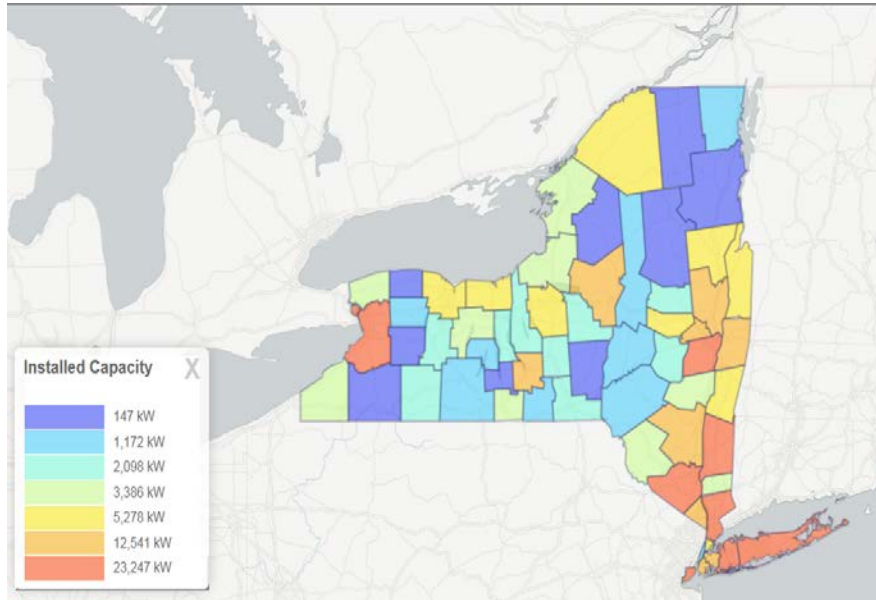 Installed Capacity X
147 kW
1,172 kW
2,098 kW
3,386 kW
5,278 kW
12,541 kW
23,247 kW